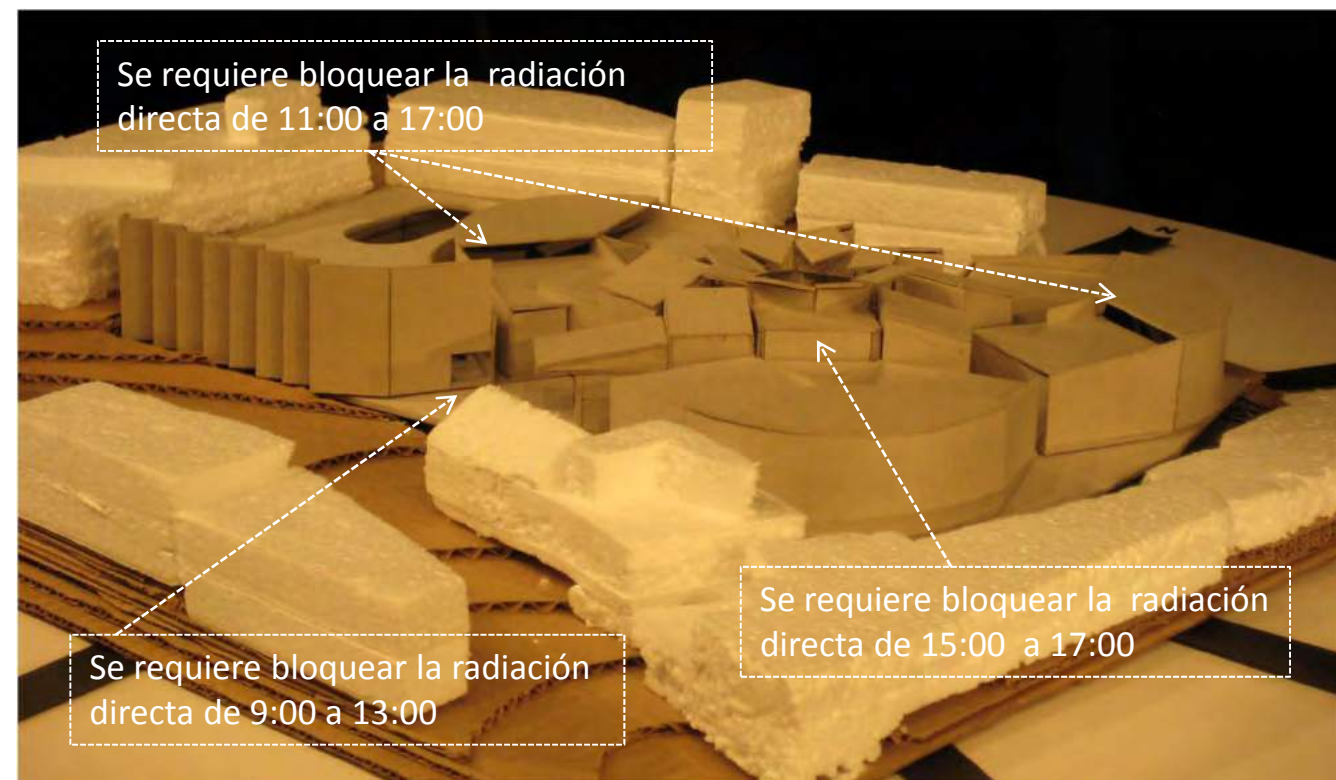 Se requiere bloquear la radiación
directa de 11:00 a 17:00
N
Se requiere bloquear la radiación
directa de 15:00 a 17:00
Se requiere bloquear la radiación
directa de 9:00 a 13:00